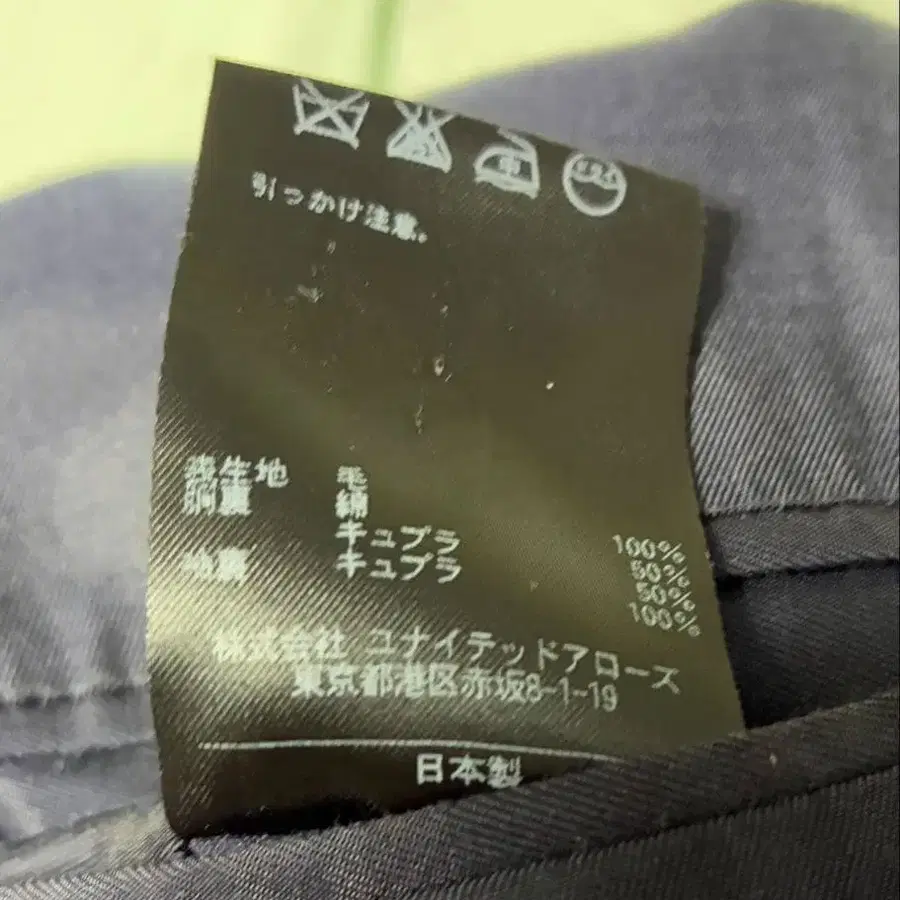 中
引っかけ注意。
表生地 毛 100%
胴裏 50%
キュプラ 50%
袖裏 キュプラ 100%
株式会社 ユナイテッドアローズ
東京都港区赤坂8-1-19
日本製